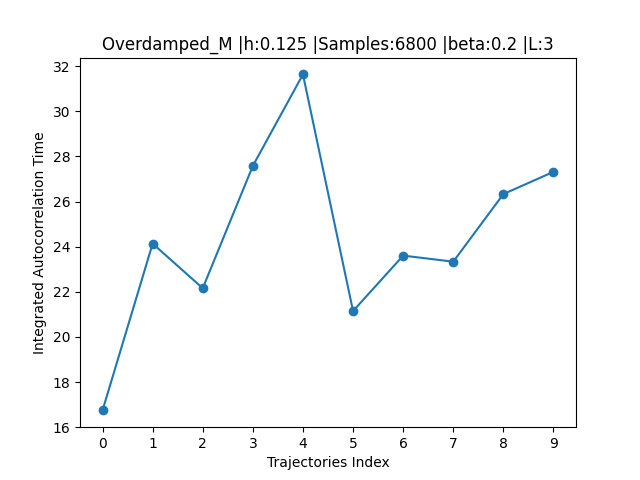 Overdamped_M |h:0.125 |Samples:6800 |beta:0.2 |L:3
Integrated Autocorrelation Time
32
30
28
26
24
22
20
18
16
0 1 2 3 4 5 6 7 8 9
Trajectories Index